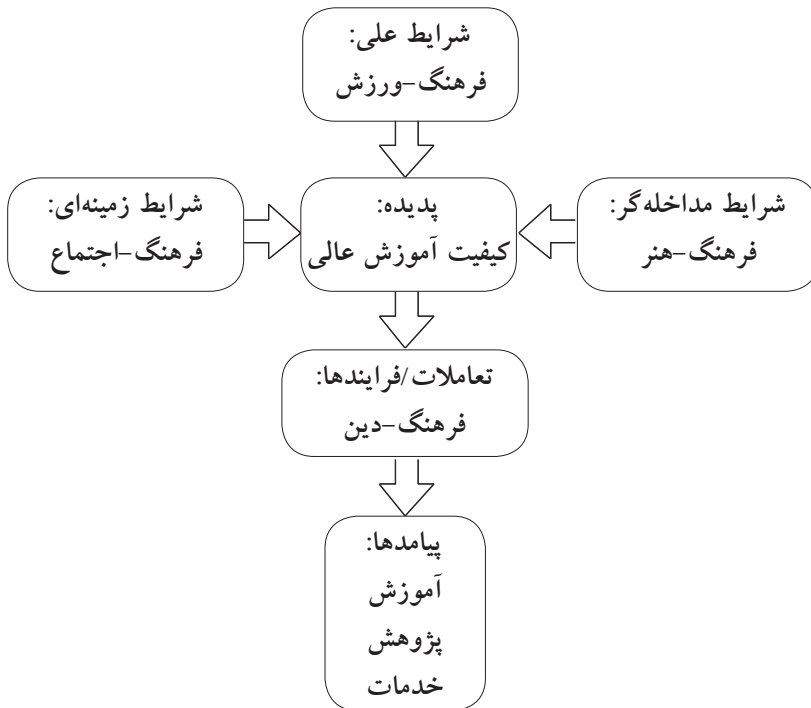 شرایط علی:
فرهنگ–ورزش
شرایط زمینه‌ای:
فرهنگ–اجتماع
پدیده:
کیفیت آموزش عالی
شرایط مداخله‌گر:
فرهنگ–هنر
تعاملات/فرایندها:
فرهنگ–دین
پیامدها:
آموزش
پژوهش
خدمات